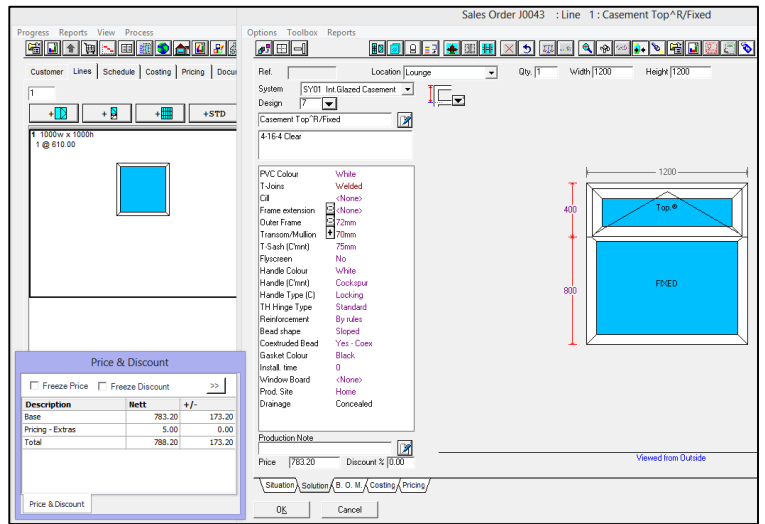 Sales Order J0043 : Line 1 : Casement Top^R/Fixed
Progress Reports View Process
Options Toolbox Reports
Customer Lines Schedule Costing Pricing Docu
1
+ + + +STD
1 1000w x 1000h
1 @ 610.00
Ref. Location Lounge Qty. 1 Width 1200 Height 1200
System SY01 Int.Glazed Casement
Design 7
Casement Top^R/Fixed
4-16-4 Clear
PVC Colour White
T-Joins Welded
Cill <None>
Frame extension <None>
Outer Frame 72mm
Transom/Mullion 70mm
T-Sash (C'mnt) 75mm
Flyscreen No
Handle Colour White
Handle (C'mnt) Cockspur
Handle Type (C) Locking
TH Hinge Type Standard
Reinforcement By rules
Bead shape Sloped
Coextruded Bead Yes - Coex
Gasket Colour Black
Install. time 0
Window Board <None>
Prod. Site Home
Drainage Concealed
Production Note
Price 783.20 Discount % 0.00
Situation Solution B. O. M. Costing Pricing
OK Cancel
1200
400
Top.®
800
FIXED
Viewed from Outside
Price & Discount
Freeze Price Freeze Discount >>
Description Nett +/-
Base 783.20 173.20
Pricing - Extras 5.00 0.00
Total 788.20 173.20
Price & Discount